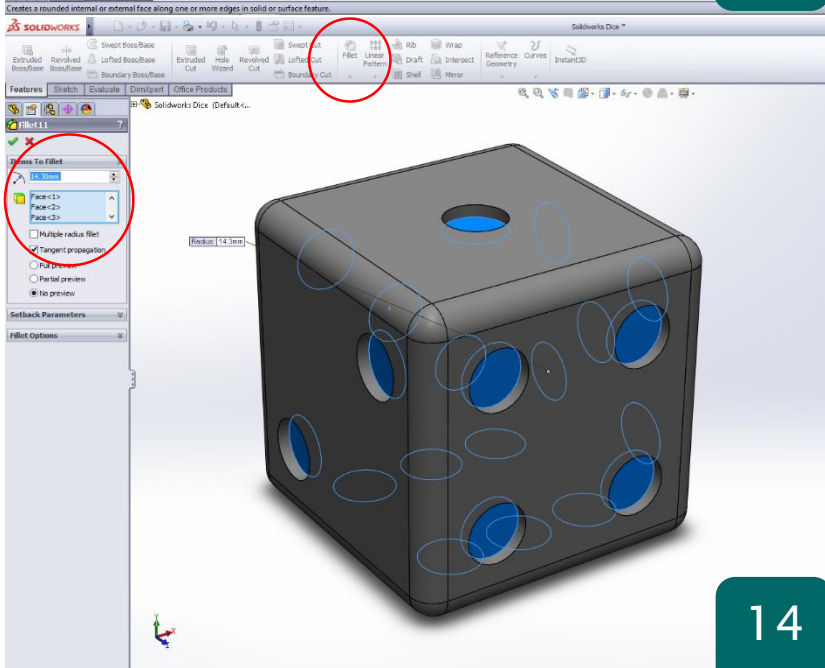 Creates a rounded internal or external face along one or more edges in solid or surface feature.
SOLIDWORKS
Solidworks Dice *
Extruded Boss/Base
Revolved Boss/Base
Swept Boss/Base
Lofted Boss/Base
Boundary Boss/Base
Extruded Cut
Hole Wizard
Revolved Cut
Swept Cut
Lofted Cut
Boundary Cut
Fillet
Linear Pattern
Rib
Draft
Shell
Wrap
Intersect
Mirror
Reference Geometry
Curves
Instant3D
Features Sketch Evaluate DimXpert Office Products
Solidworks Dice (Default<...
Fillet11 ?
Items To Fillet
14.30mm
Face<1>
Face<2>
Face<3>
Multiple radius fillet
Tangent propagation
Full preview
Partial preview
No preview
Setback Parameters
Fillet Options
Radius: 14.3mm
Y
X
Z
14